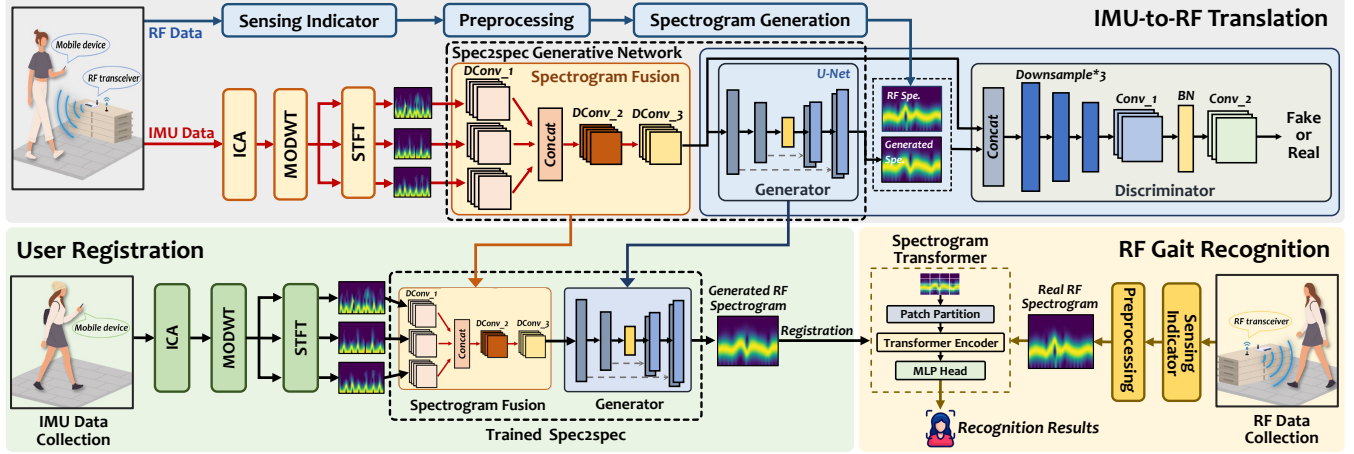 IMU-to-RF Translation
RF Data
Sensing Indicator
Preprocessing
Spectrogram Generation
Mobile device
RF transceiver
IMU Data
ICA
MODWT
STFT
Spec2spec Generative Network
Spectrogram Fusion
DConv_1
Concat
DConv_2
DConv_3
U-Net
Generator
RF Spe.
Generated
Spe.
Concat
Downsample*3
Conv_1
BN
Conv_2
Discriminator
Fake
or
Real
User Registration
Mobile device
IMU Data
Collection
ICA
MODWT
STFT
DConv_1
Concat
DConv_2
DConv_3
Spectrogram Fusion
Generator
Trained Spec2spec
Generated RF
Spectrogram
Registration
RF Gait Recognition
Spectrogram
Transformer
Patch Partition
Transformer Encoder
MLP Head
Recognition Results
Real RF
Spectrogram
Preprocessing
Sensing
Indicator
RF transceiver
RF Data
Collection